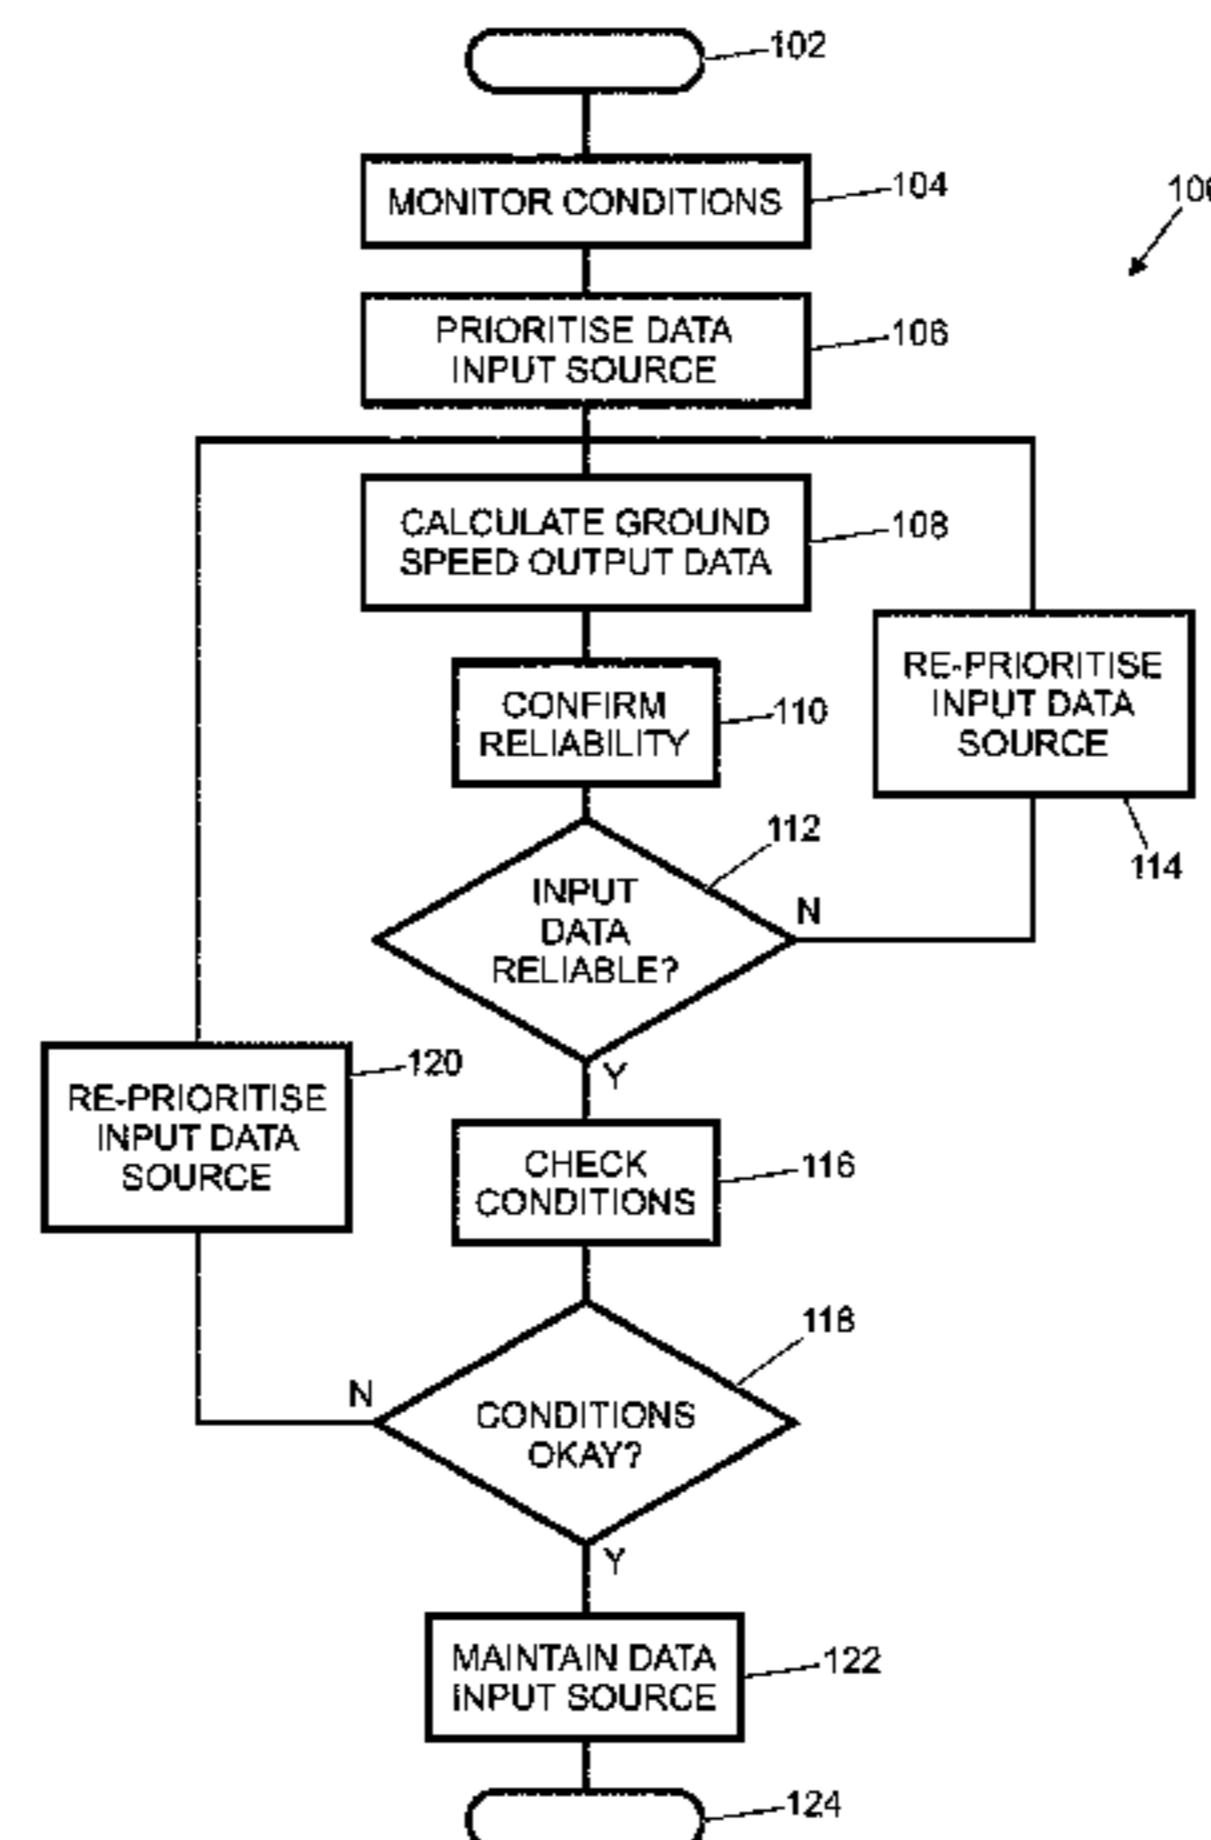 102
MONITOR CONDITIONS
104
PRIORITISE DATA
INPUT SOURCE
106
CALCULATE GROUND
SPEED OUTPUT DATA
108
RE-PRIORITISE
INPUT DATA
SOURCE
114
CONFIRM
RELIABILITY
110
112
INPUT
DATA
RELIABLE?
N
Y
120
RE-PRIORITISE
INPUT DATA
SOURCE
CHECK
CONDITIONS
116
118
N
CONDITIONS
OKAY?
Y
MAINTAIN DATA
INPUT SOURCE
122
124